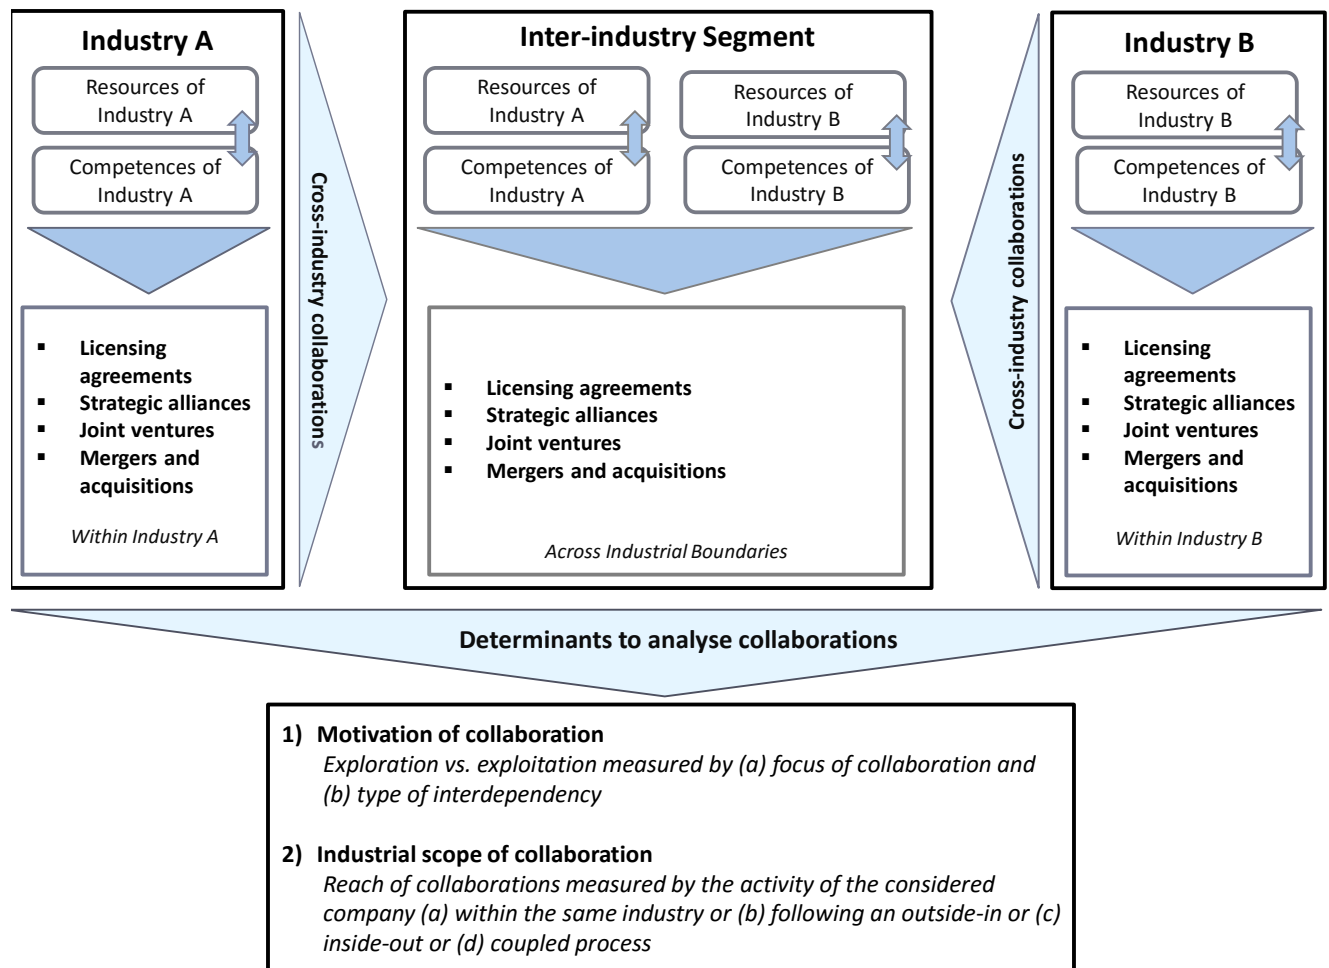 Industry A
Resources of
Industry A
Competences of
Industry A
▪ Licensing
agreements
▪ Strategic alliances
▪ Joint ventures
▪ Mergers and
acquisitions
Within Industry A
Cross-industry collaborations
Inter-industry Segment
Resources of
Industry A
Competences of
Industry A
Resources of
Industry B
Competences of
Industry B
▪ Licensing agreements
▪ Strategic alliances
▪ Joint ventures
▪ Mergers and acquisitions
Across Industrial Boundaries
Cross-industry collaborations
Industry B
Resources of
Industry B
Competences of
Industry B
▪ Licensing
agreements
▪ Strategic alliances
▪ Joint ventures
▪ Mergers and
acquisitions
Within Industry B
Determinants to analyse collaborations
1) Motivation of collaboration
Exploration vs. exploitation measured by (a) focus of collaboration and
(b) type of interdependency
2) Industrial scope of collaboration
Reach of collaborations measured by the activity of the considered
company (a) within the same industry or (b) following an outside-in or (c)
inside-out or (d) coupled process